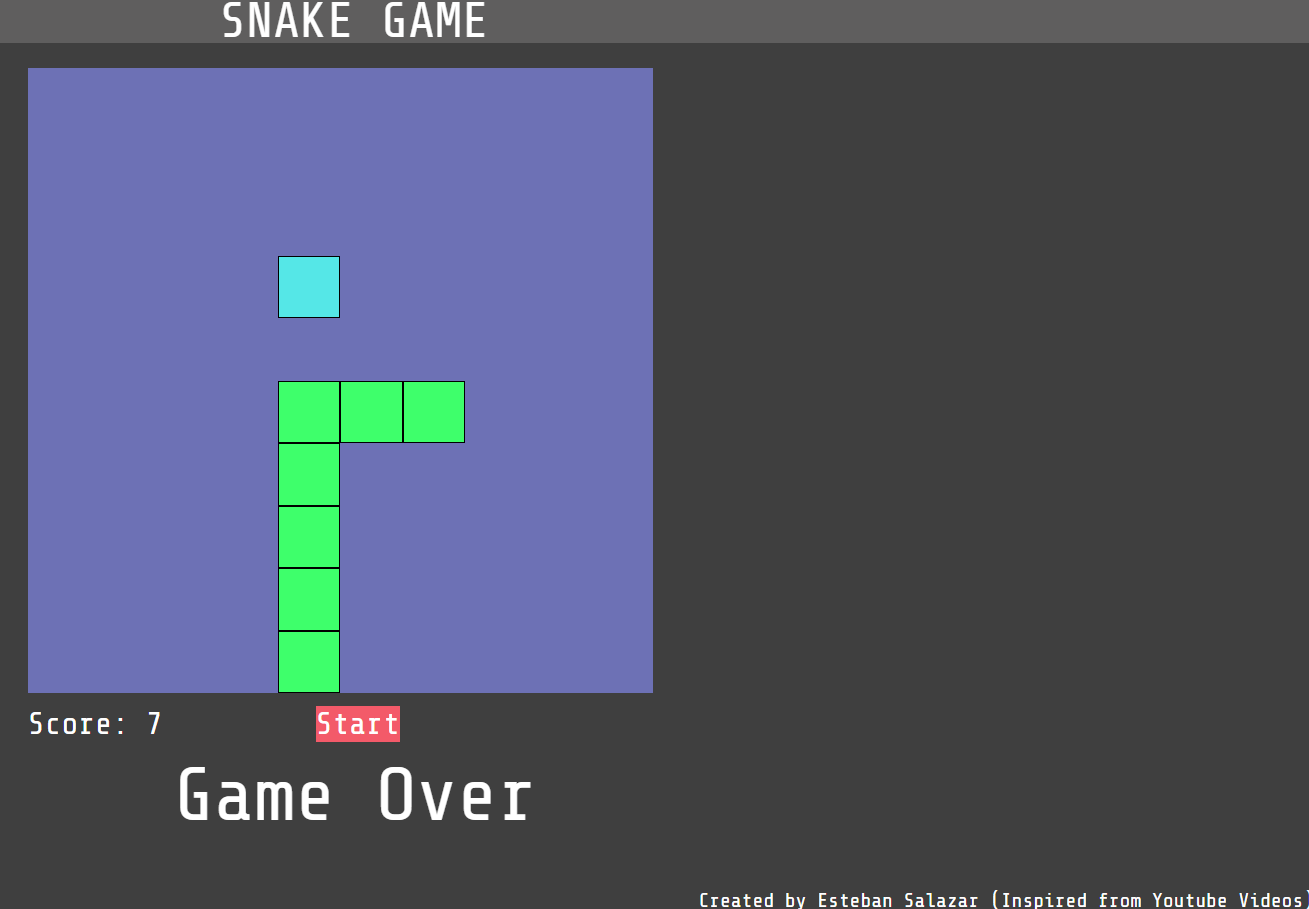 SNAKE GAME
Score: 7
Start
Game Over
Created by Esteban Salazar (Inspired from Youtube Videos)